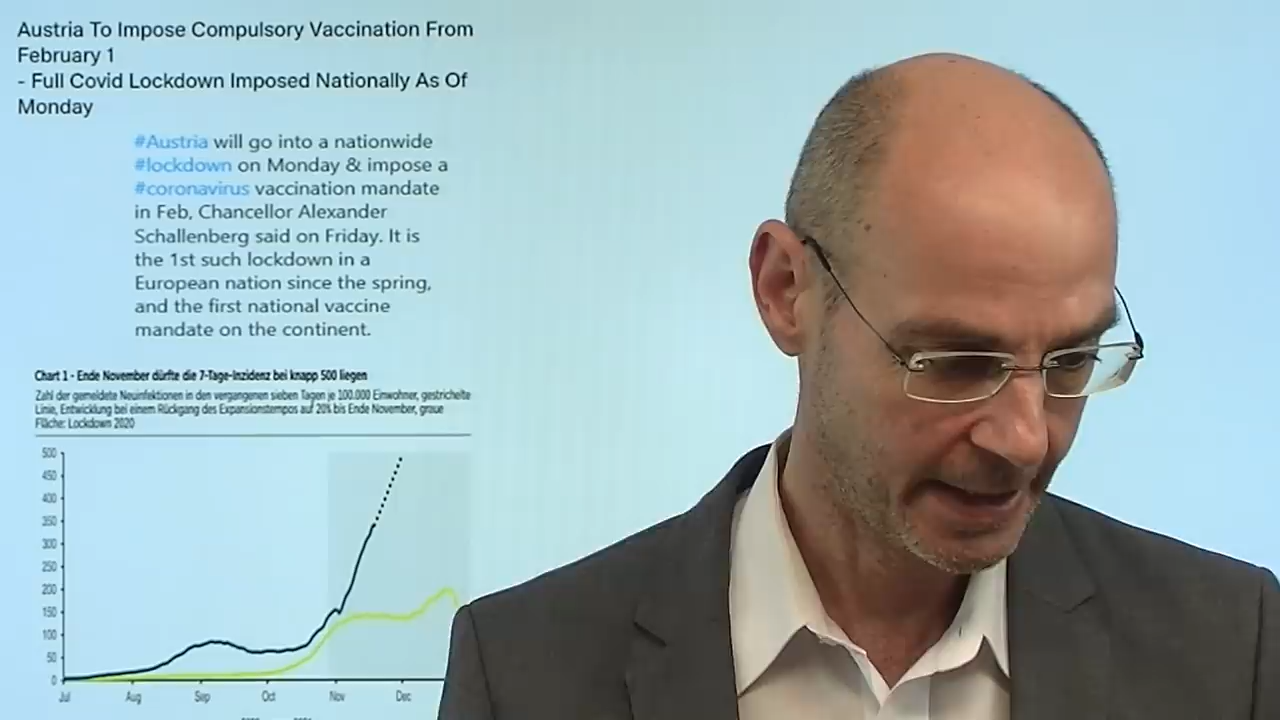 Austria To Impose Compulsory Vaccination From
February 1
- Full Covid Lockdown Imposed Nationally As Of
Monday
#Austria will go into a nationwide
#lockdown on Monday & impose a
#coronavirus vaccination mandate
in Feb, Chancellor Alexander
Schallenberg said on Friday. It is
the 1st such lockdown in a
European nation since the spring,
and the first national vaccine
mandate on the continent.
Chart 1 - Ende November dürfte die 7-Tage-Inzidenz bei knapp 500 liegen
Zahl der gemeldete Neuinfektionen in den vergangenen sieben Tagen je 100.000 Einwohner, gestrichelte
Linie, Entwicklung bei einem Rückgang des Expansionstempos auf 20% bis Ende November, graue
Fläche: Lockdown 2020
500
450
400
350
300
250
200
150
100
50
0
Jul Aug Sep Oct Nov Dec